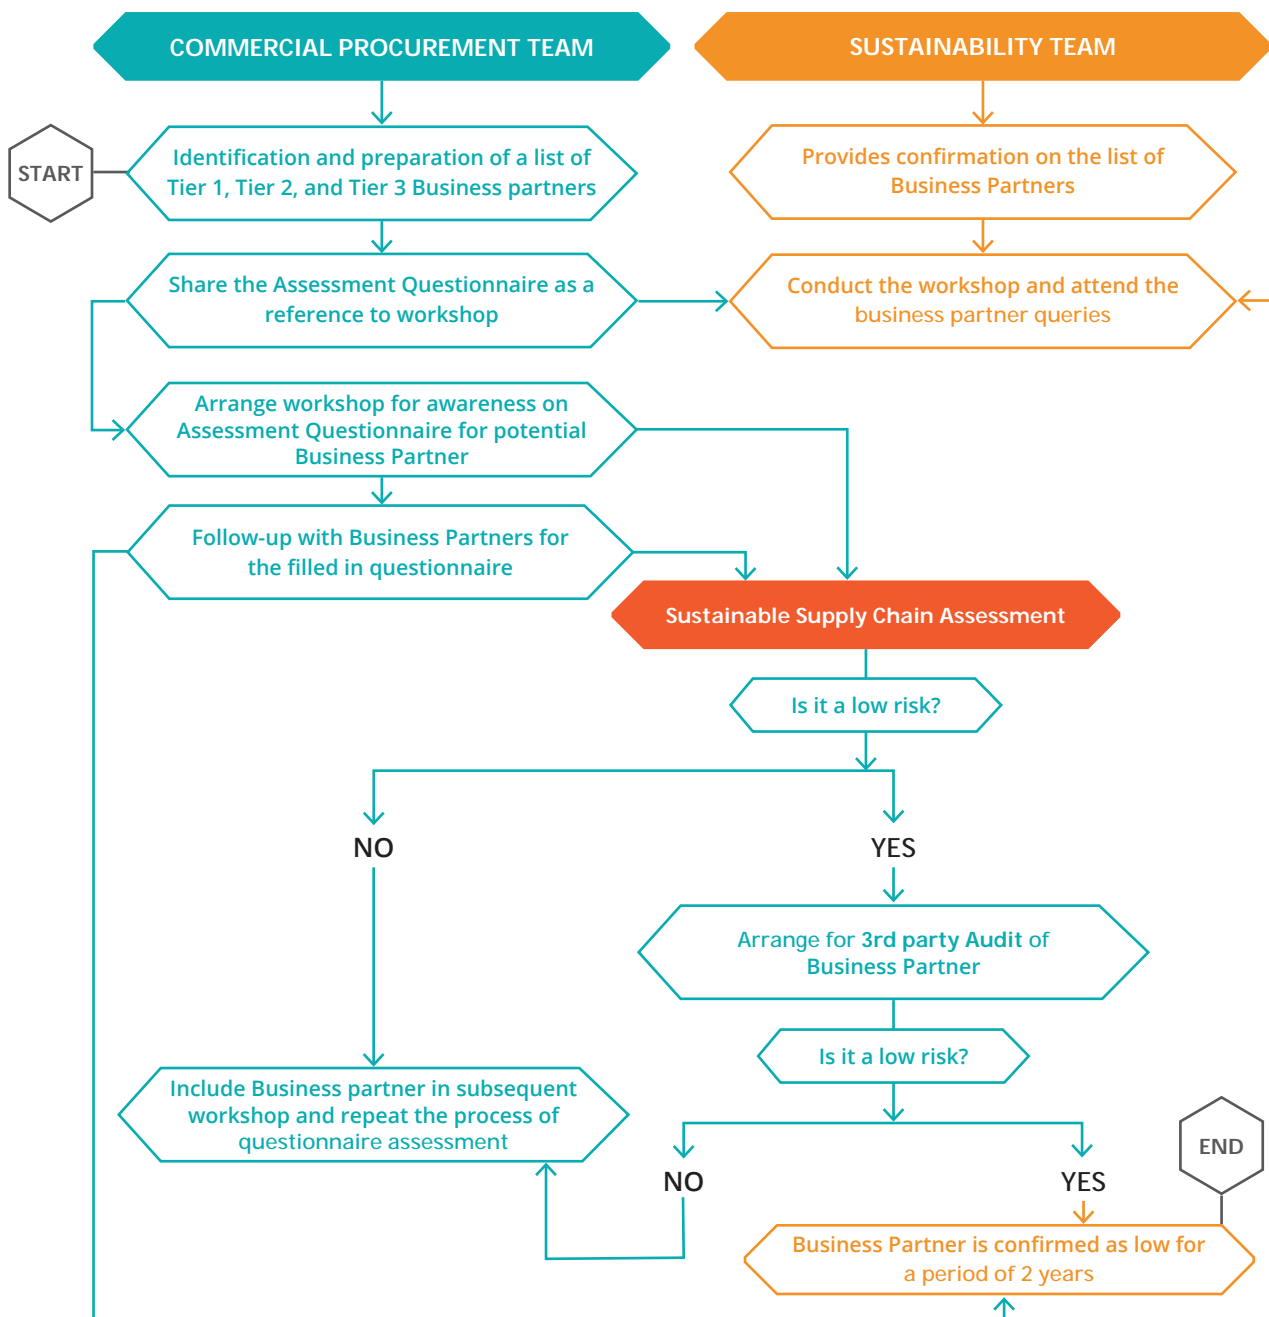 COMMERCIAL PROCUREMENT TEAM
SUSTAINABILITY TEAM
START
Identification and preparation of a list of
Tier 1, Tier 2, and Tier 3 Business partners
Provides confirmation on the list of
Business Partners
Share the Assessment Questionnaire as a
reference to workshop
Conduct the workshop and attend the
business partner queries
Arrange workshop for awareness on
Assessment Questionnaire for potential
Business Partner
Follow-up with Business Partners for
the filled in questionnaire
Sustainable Supply Chain Assessment
Is it a low risk?
NO
YES
Arrange for 3rd party Audit of
Business Partner
Is it a low risk?
Include Business partner in subsequent
workshop and repeat the process of
questionnaire assessment
NO
YES
END
Business Partner is confirmed as low for
a period of 2 years